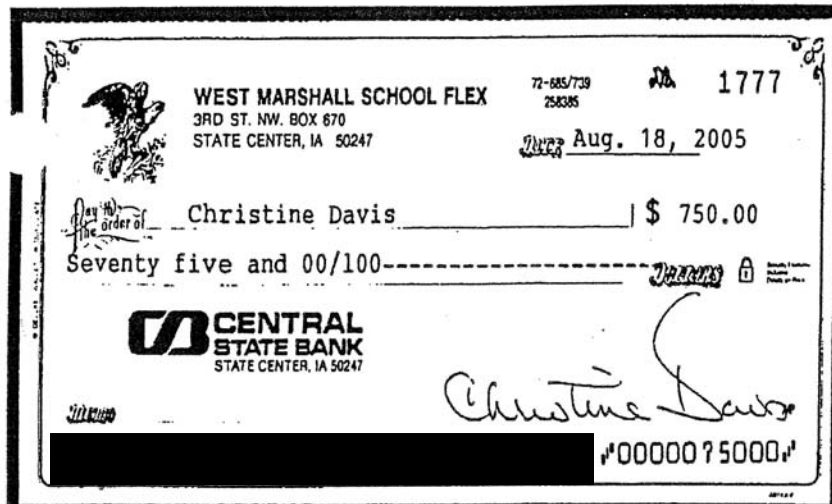 WEST MARSHALL SCHOOL FLEX
3RD ST. NW. BOX 670
STATE CENTER, IA 50247
72-685/739
258385
No. 1777
DATE Aug. 18, 2005
Pay to the order of Christine Davis $ 750.00
Seventy five and 00/100--------------------- DOLLARS
CENTRAL
STATE BANK
STATE CENTER, IA 50247
Christine Davis
MEMO
⑈0000075000⑈